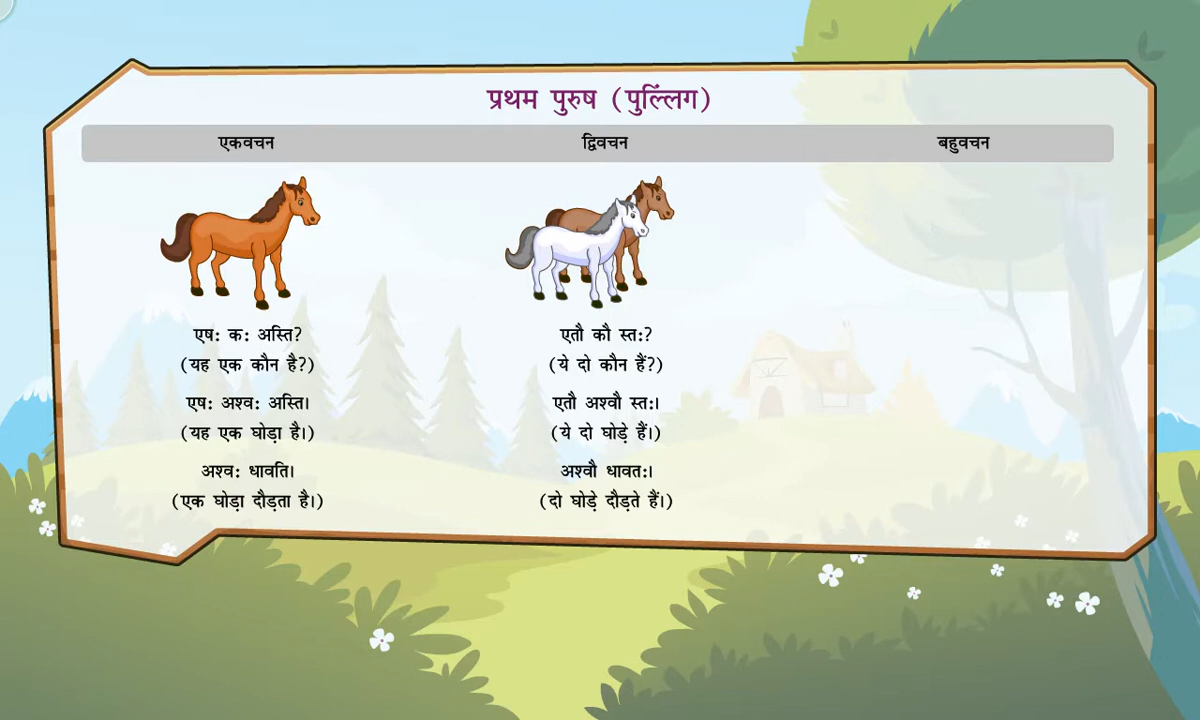 प्रथम पुरुष (पुल्लिंग)
एकवचन द्विवचन बहुवचन
एष: क: अस्ति?
(यह एक कौन है?)
एष: अश्व: अस्ति।
(यह एक घोड़ा है।)
अश्व: धावति।
(एक घोड़ा दौड़ता है।)
एतौ कौ स्त:?
(ये दो कौन हैं?)
एतौ अश्वौ स्त:।
(ये दो घोड़े हैं।)
अश्वौ धावत:।
(दो घोड़े दौड़ते हैं।)